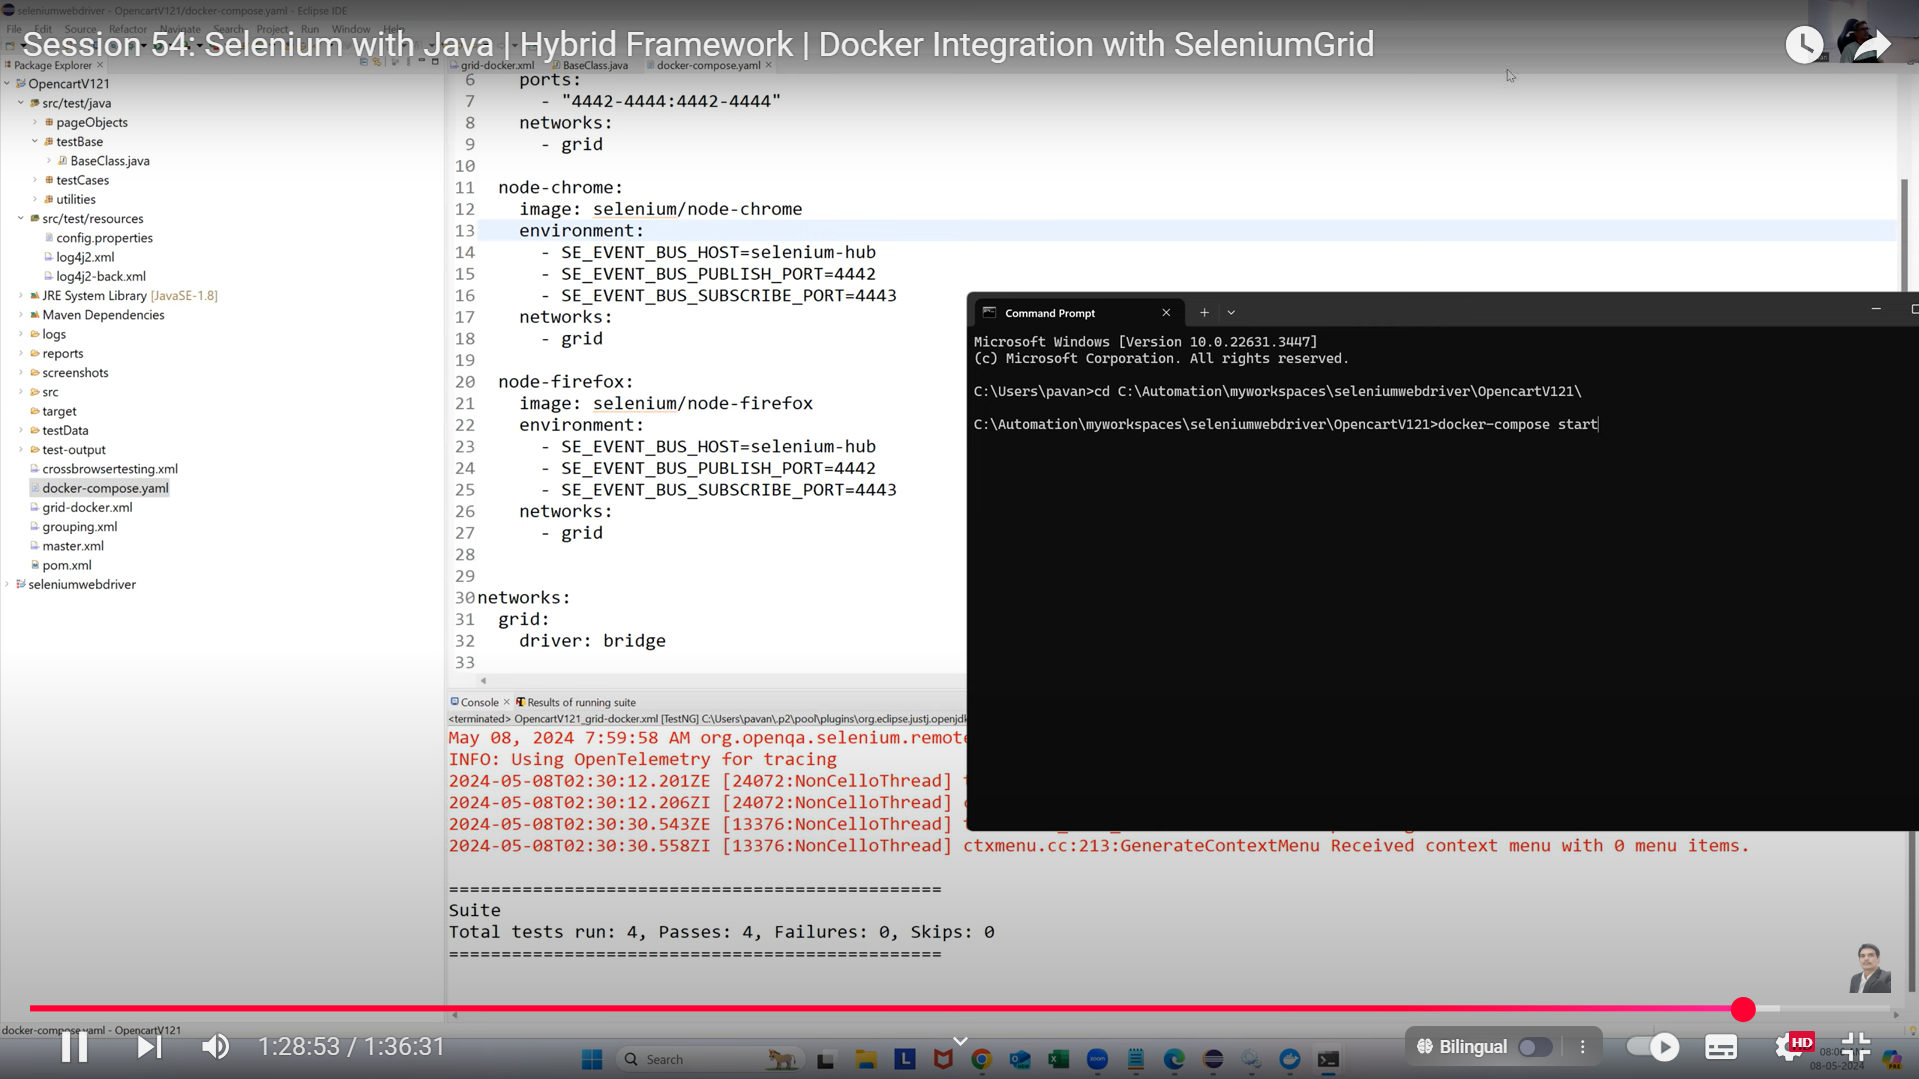 seleniumwebdriver - OpencartV121/docker-compose.yaml - Eclipse IDE
File Edit Source Refactor Navigate Search Project Run Window Help
Session 54: Selenium with Java | Hybrid Framework | Docker Integration with SeleniumGrid
Package Explorer
OpencartV121
src/test/java
pageObjects
testBase
BaseClass.java
testCases
utilities
src/test/resources
config.properties
log4j2.xml
log4j2-back.xml
JRE System Library [JavaSE-1.8]
Maven Dependencies
logs
reports
screenshots
src
target
testData
test-output
crossbrowsertesting.xml
docker-compose.yaml
grid-docker.xml
grouping.xml
master.xml
pom.xml
seleniumwebdriver
grid-docker.xml BaseClass.java docker-compose.yaml
6 ports:
7 - "4442-4444:4442-4444"
8 networks:
9 - grid
10
11 node-chrome:
12 image: selenium/node-chrome
13 environment:
14 - SE_EVENT_BUS_HOST=selenium-hub
15 - SE_EVENT_BUS_PUBLISH_PORT=4442
16 - SE_EVENT_BUS_SUBSCRIBE_PORT=4443
17 networks:
18 - grid
19
20 node-firefox:
21 image: selenium/node-firefox
22 environment:
23 - SE_EVENT_BUS_HOST=selenium-hub
24 - SE_EVENT_BUS_PUBLISH_PORT=4442
25 - SE_EVENT_BUS_SUBSCRIBE_PORT=4443
26 networks:
27 - grid
28
29
30 networks:
31 grid:
32 driver: bridge
33
Command Prompt
Microsoft Windows [Version 10.0.22631.3447]
(c) Microsoft Corporation. All rights reserved.
C:\Users\pavan>cd C:\Automation\myworkspaces\seleniumwebdriver\OpencartV121\
C:\Automation\myworkspaces\seleniumwebdriver\OpencartV121>docker-compose start
Console Results of running suite
<terminated> OpencartV121_grid-docker.xml [TestNG] C:\Users\pavan\.p2\pool\plugins\org.eclipse.justj.openjdk
May 08, 2024 7:59:58 AM org.openqa.selenium.remote
INFO: Using OpenTelemetry for tracing
2024-05-08T02:30:12.201ZE [24072:NonCelloThread]
2024-05-08T02:30:12.206ZI [24072:NonCelloThread]
2024-05-08T02:30:30.543ZE [13376:NonCelloThread]
2024-05-08T02:30:30.558ZI [13376:NonCelloThread] ctxmenu.cc:213:GenerateContextMenu Received context menu with 0 menu items.
=============================================
Suite
Total tests run: 4, Passes: 4, Failures: 0, Skips: 0
=============================================
docker-compose.yaml - OpencartV121
1:28:53 / 1:36:31
Search
Bilingual
HD
08-05-2024